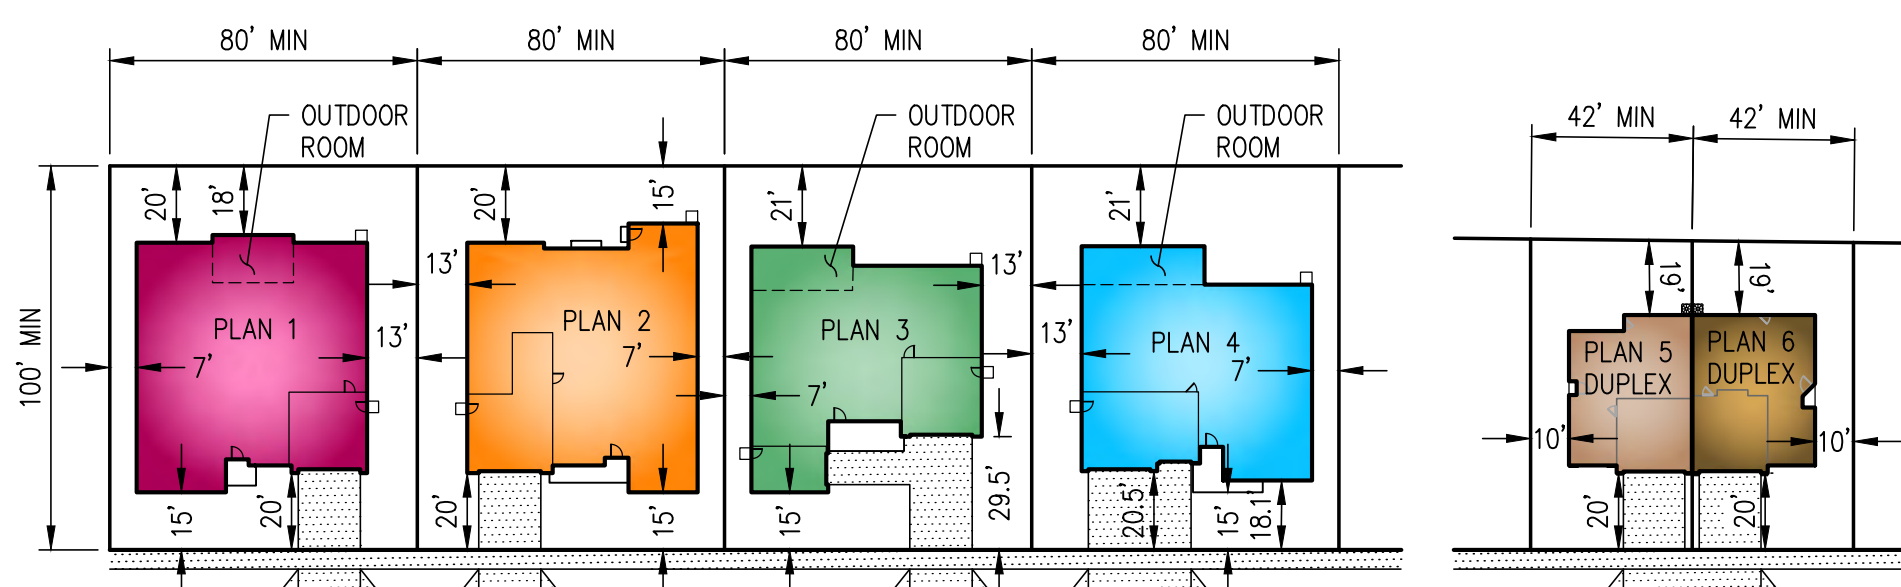 80' MIN
80' MIN
80' MIN
80' MIN
42' MIN
42' MIN
OUTDOOR
ROOM
OUTDOOR
ROOM
OUTDOOR
ROOM
100' MIN
20'
18'
20'
15'
21'
21'
19'
19'
13'
13'
PLAN 1
PLAN 2
PLAN 3
PLAN 4
PLAN 5
DUPLEX
PLAN 6
DUPLEX
13'
13'
7'
7'
7'
7'
10'
10'
15'
20'
20'
15'
15'
29.5'
20.5'
15'
18.1'
20'
20'